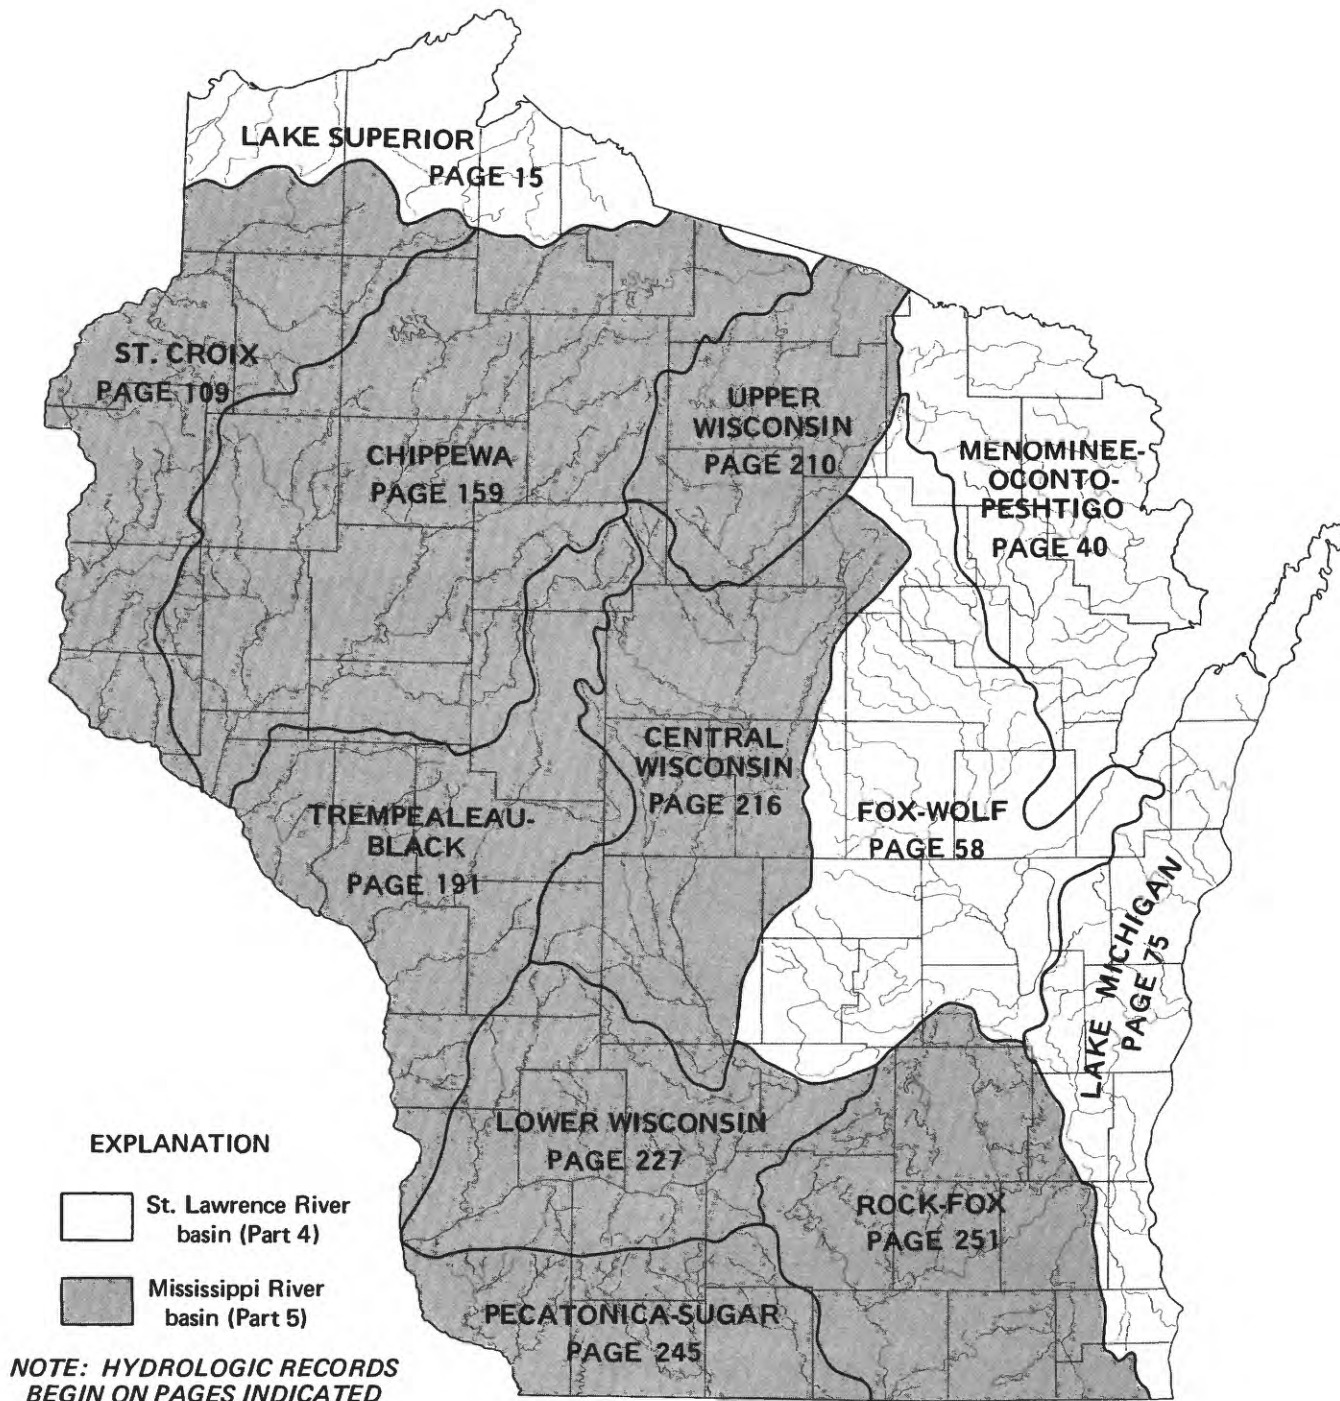 LAKE SUPERIOR
PAGE 15
ST. CROIX
PAGE 109
CHIPPEWA
PAGE 159
UPPER
WISCONSIN
PAGE 210
MENOMINEE-
OCONTO-
PESHTIGO
PAGE 40
CENTRAL
WISCONSIN
PAGE 216
TREMPEALEAU-
BLACK
PAGE 191
FOX-WOLF
PAGE 58
LAKE MICHIGAN
PAGE 75
LOWER WISCONSIN
PAGE 227
ROCK-FOX
PAGE 251
PECATONICA-SUGAR
PAGE 245
EXPLANATION
St. Lawrence River
basin (Part 4)
Mississippi River
basin (Part 5)
NOTE: HYDROLOGIC RECORDS
BEGIN ON PAGES INDICATED